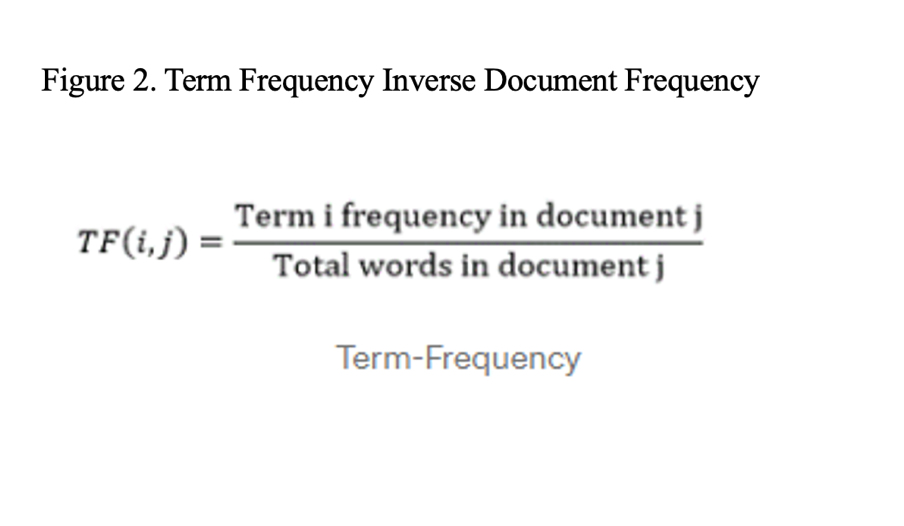 Figure 2. Term Frequency Inverse Document Frequency
TF(i,j) = Term i frequency in document j
Total words in document j
Term-Frequency